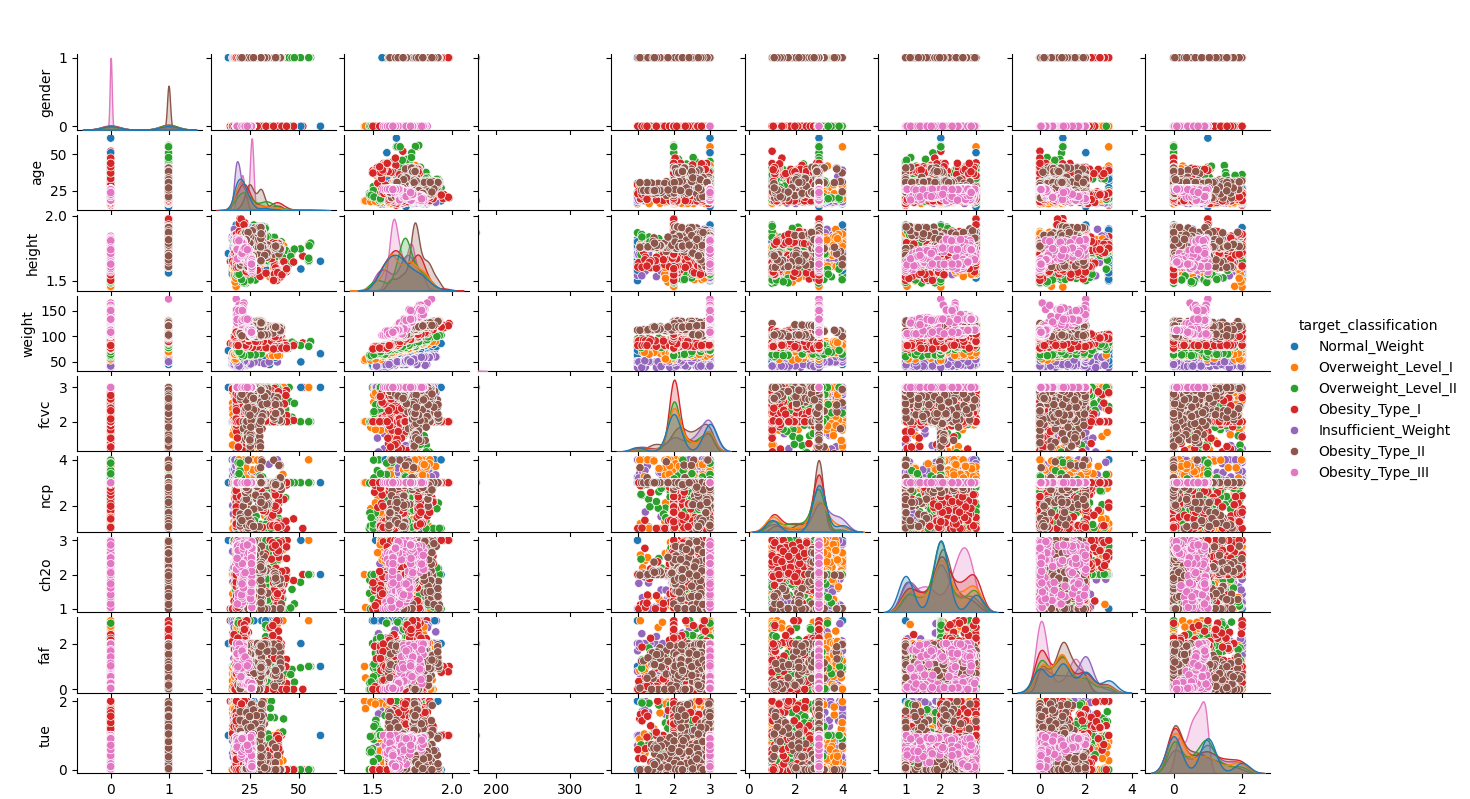 1
gender
0
50
age
25
2.0
height
1.5
150
weight
100
50
3
fcvc
2
4
ncp
2
3
ch2o
2
1
2
faf
0
2
tue
0
0 1 25 50 1.5 2.0 200 300 1 2 3 0 2 4 1 2 3 0 2 4 0 2
target_classification
Normal_Weight
Overweight_Level_I
Overweight_Level_II
Obesity_Type_I
Insufficient_Weight
Obesity_Type_II
Obesity_Type_III